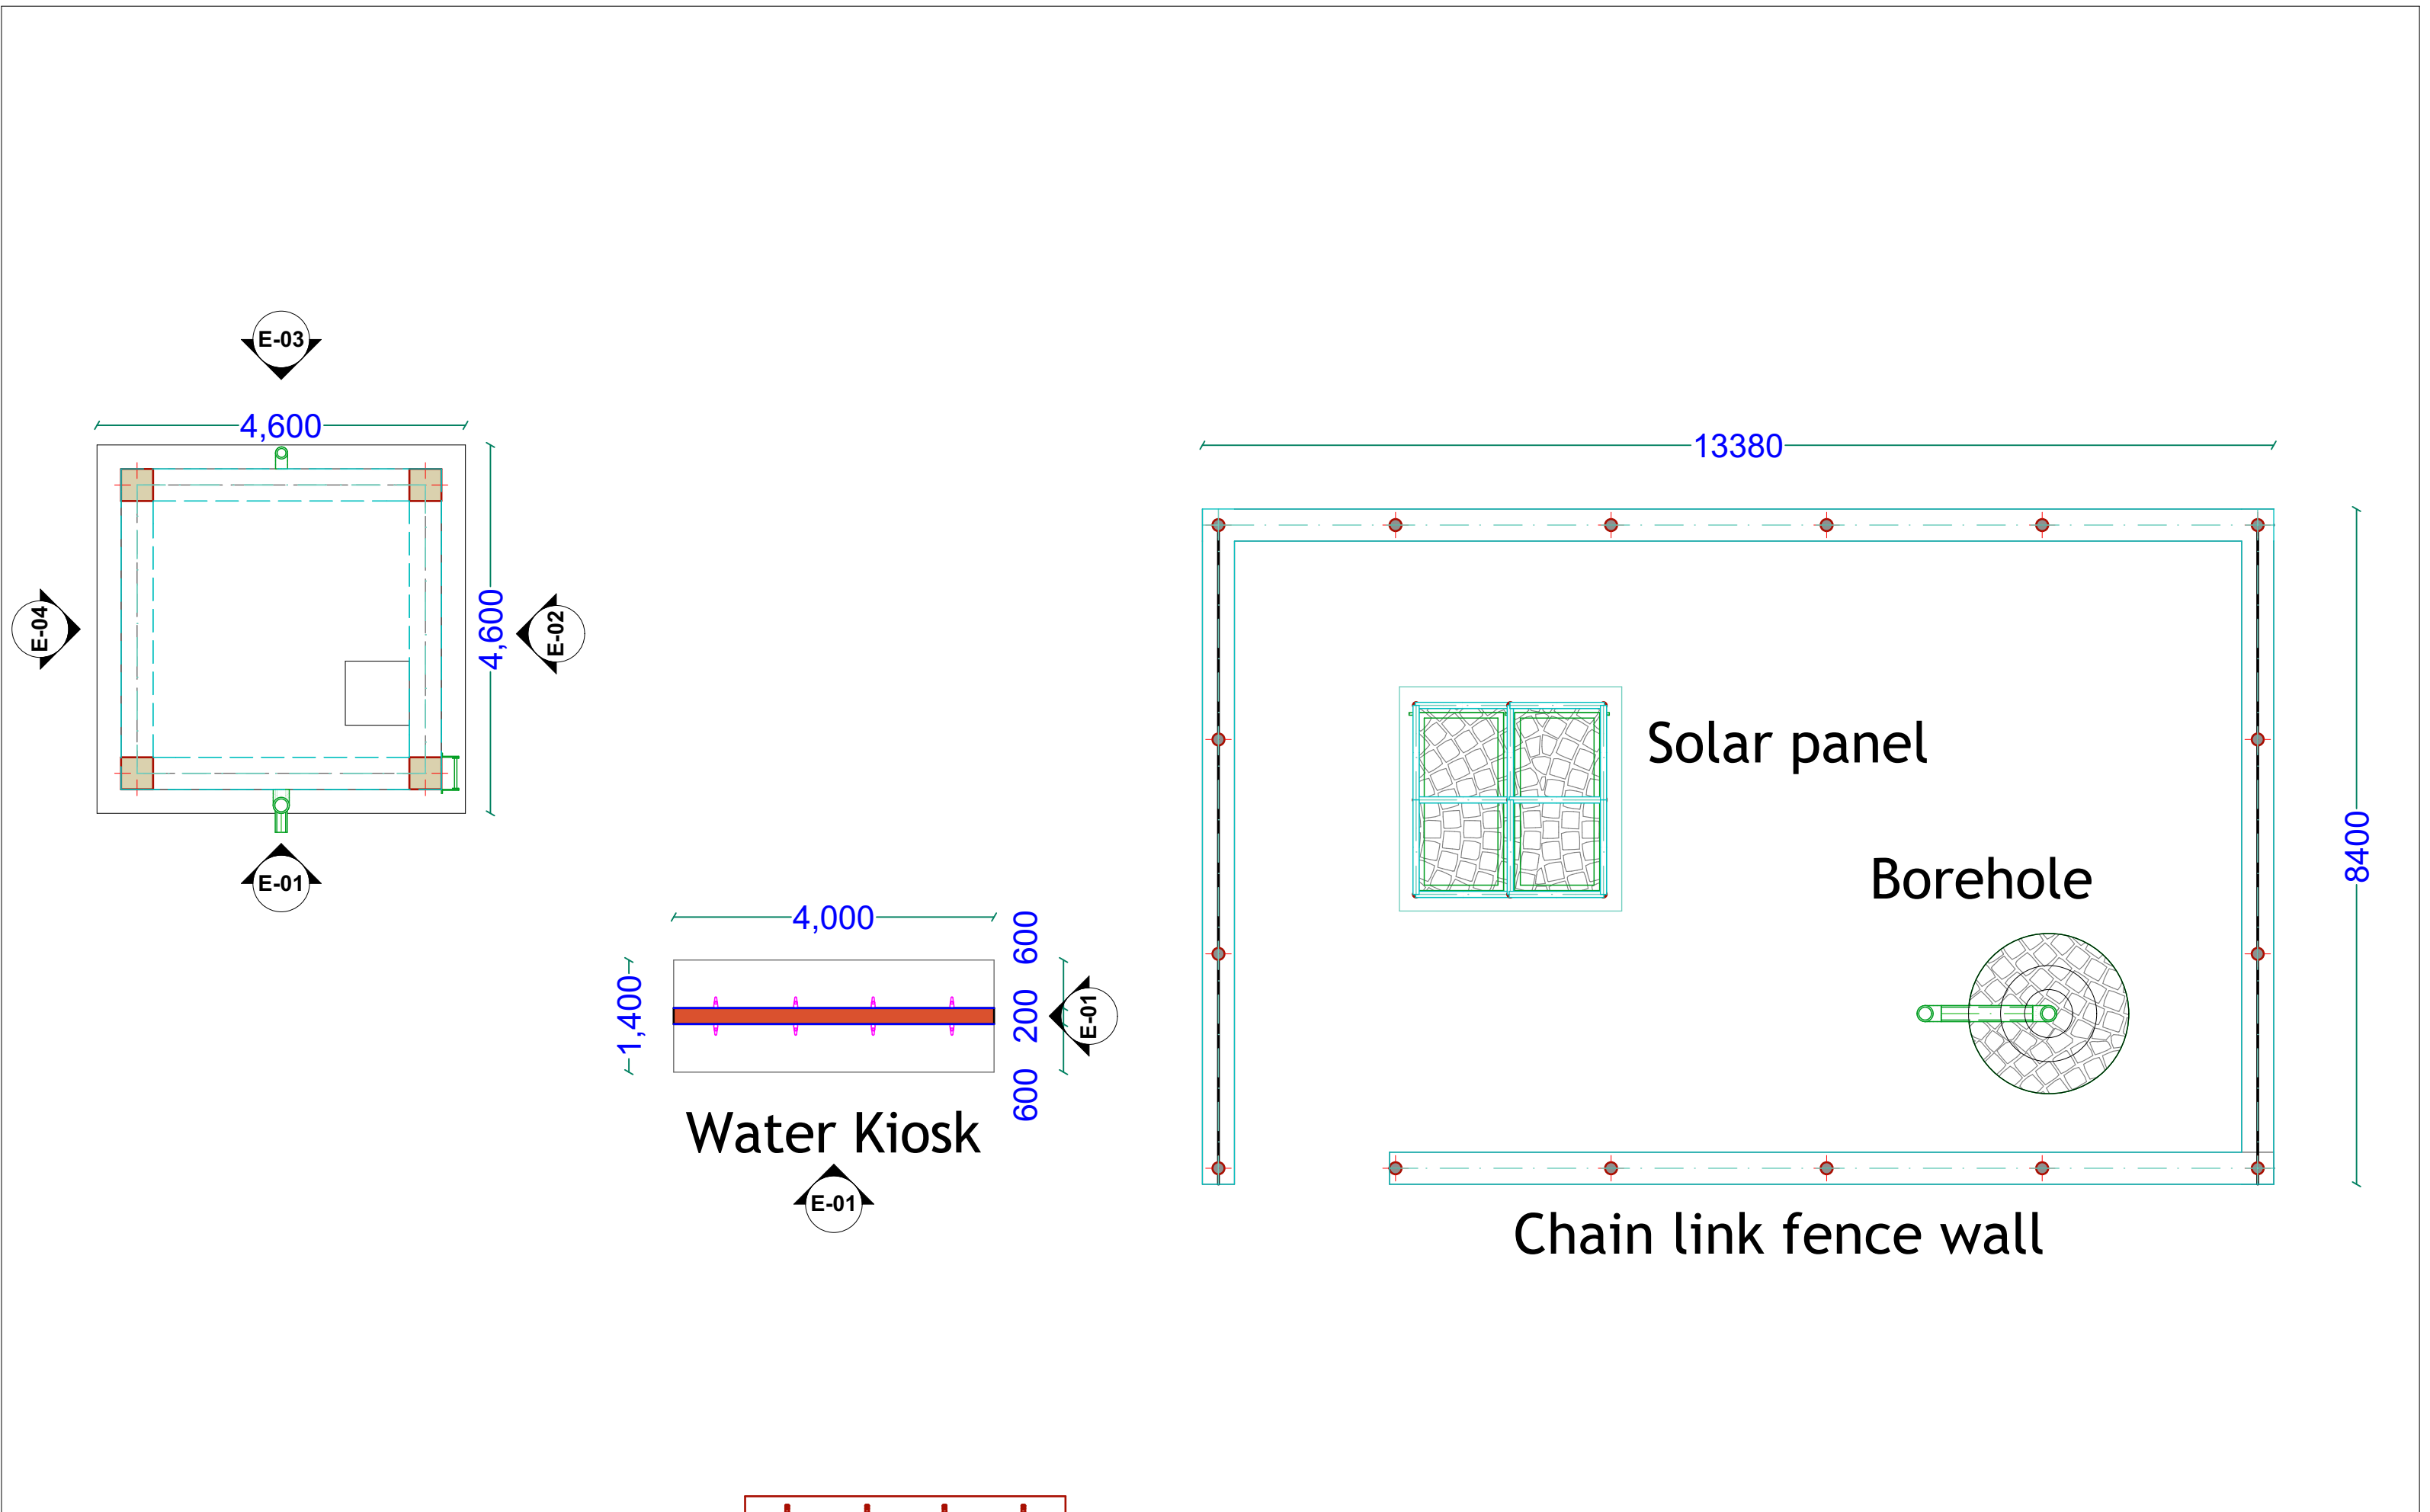 E-03
4,600
4,600
E-04
E-02
E-01
13380
8400
Solar panel
Borehole
4,000
1,400
600
200
600
E-01
Water Kiosk
E-01
Chain link fence wall